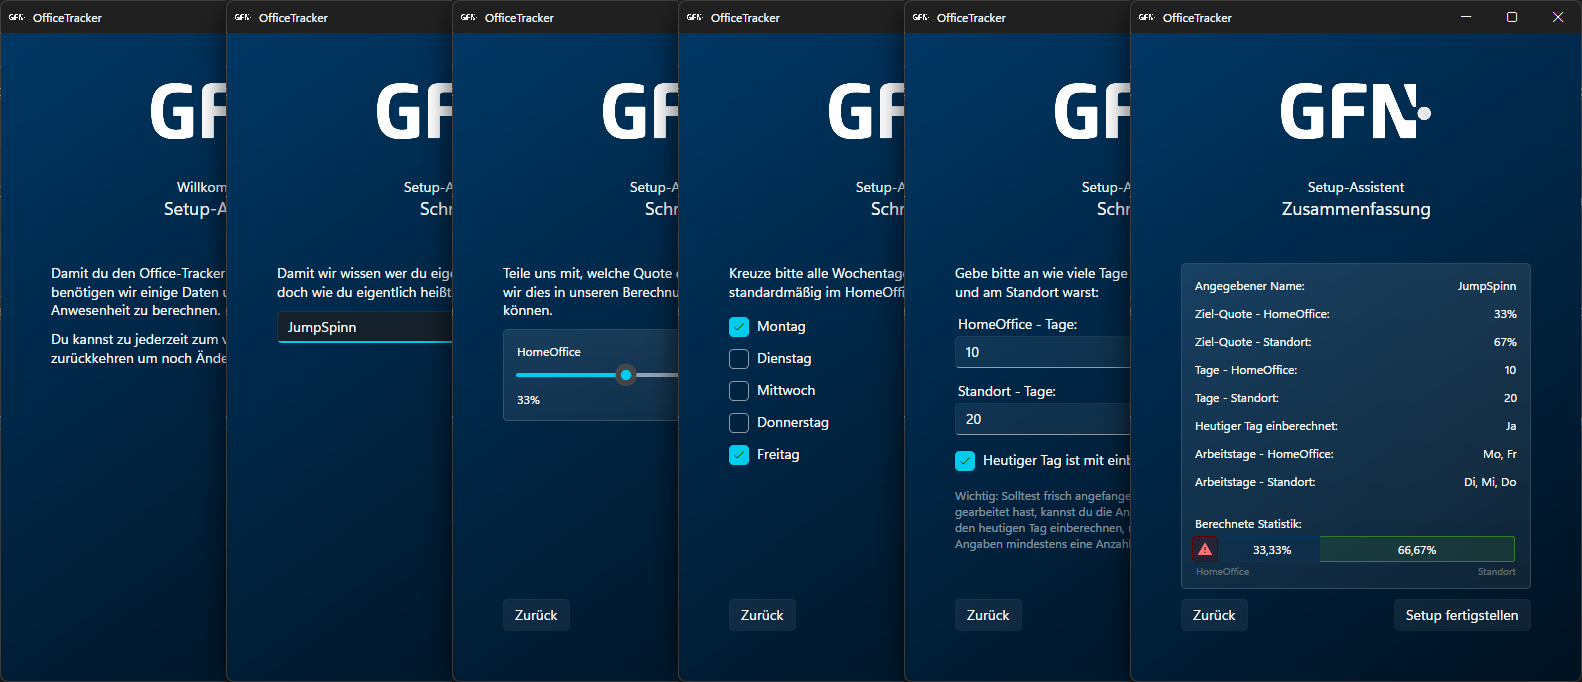 GFN OfficeTracker
GFN
Willkom
Setup-A
Damit du den Office-Tracker
benötigen wir einige Daten u
Anwesenheit zu berechnen.
Du kannst zu jederzeit zum v
zurückkehren um noch Ände
GFN OfficeTracker
GFN
Setup-A
Schr
Damit wir wissen wer du eige
doch wie du eigentlich heißt
JumpSpinn
GFN OfficeTracker
GFN
Setup-A
Schr
Teile uns mit, welche Quote
wir dies in unseren Berechnu
können.
HomeOffice
33%
Zurück
GFN OfficeTracker
GFN
Setup-A
Schr
Kreuze bitte alle Wochentage
standardmäßig im HomeOffi
Montag
Dienstag
Mittwoch
Donnerstag
Freitag
Zurück
GFN OfficeTracker
GFN
Setup-A
Schr
Gebe bitte an wie viele Tage
und am Standort warst:
HomeOffice - Tage:
10
Standort - Tage:
20
Heutiger Tag ist mit einb
Wichtig: Solltest frisch angefange
gearbeitet hast, kannst du die An
den heutigen Tag einberechnen,
Angaben mindestens eine Anzahl
Zurück
GFN OfficeTracker
GFN
Setup-Assistent
Zusammenfassung
Angegebener Name: JumpSpinn
Ziel-Quote - HomeOffice: 33%
Ziel-Quote - Standort: 67%
Tage - HomeOffice: 10
Tage - Standort: 20
Heutiger Tag einberechnet: Ja
Arbeitstage - HomeOffice: Mo, Fr
Arbeitstage - Standort: Di, Mi, Do
Berechnete Statistik:
33,33% 66,67%
HomeOffice Standort
Zurück Setup fertigstellen